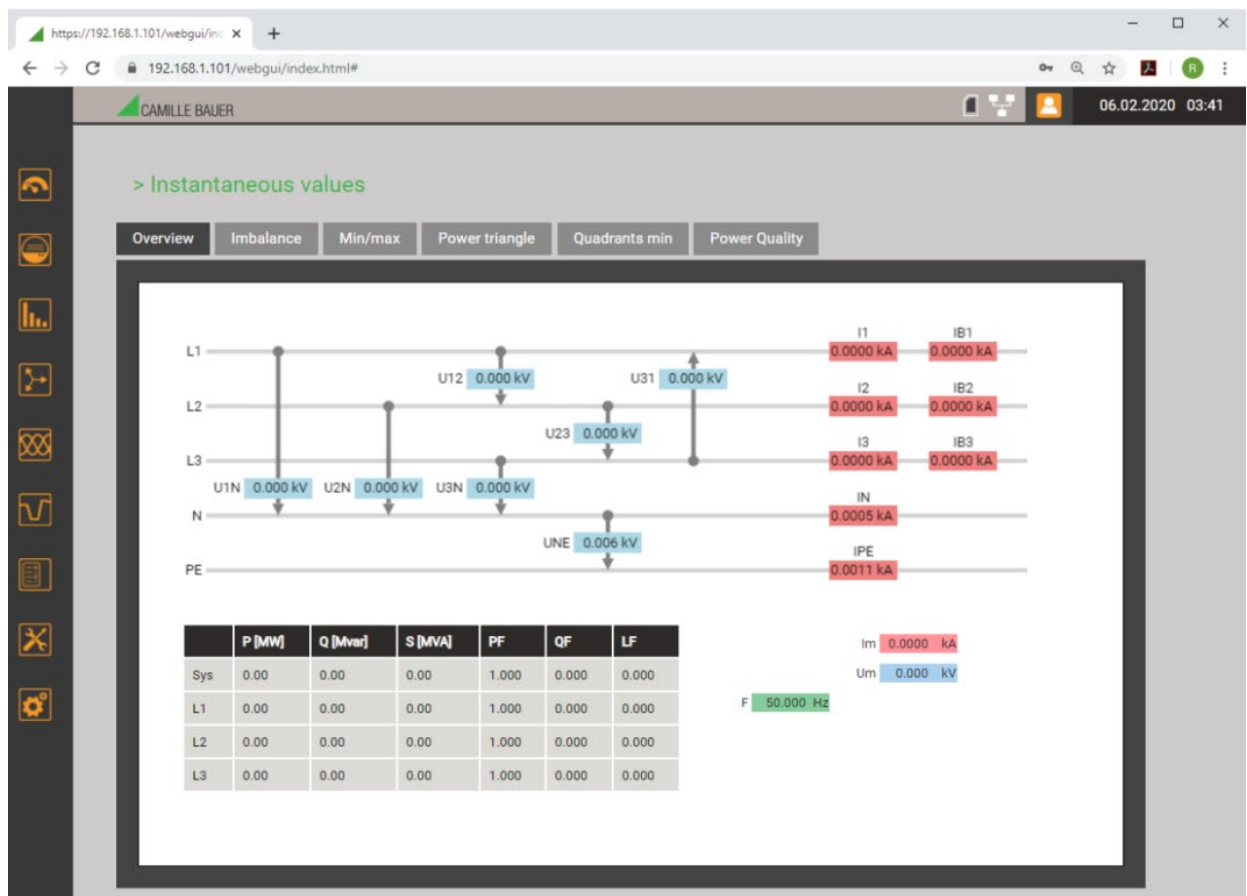 https://192.168.1.101/webgui/in
192.168.1.101/webgui/index.html#
R
CAMILLE BAUER
06.02.2020 03:41
> Instantaneous values
Overview Imbalance Min/max Power triangle Quadrants min Power Quality
I1 IB1
L1 0.0000 kA 0.0000 kA
U12 0.000 kV U31 0.000 kV
I2 IB2
L2 0.0000 kA 0.0000 kA
U23 0.000 kV
I3 IB3
L3 0.0000 kA 0.0000 kA
U1N 0.000 kV U2N 0.000 kV U3N 0.000 kV
IN
N 0.0005 kA
UNE 0.006 kV
IPE
PE 0.0011 kA
P [MW] Q [Mvar] S [MVA] PF QF LF
Sys 0.00 0.00 0.00 1.000 0.000 0.000
L1 0.00 0.00 0.00 1.000 0.000 0.000
L2 0.00 0.00 0.00 1.000 0.000 0.000
L3 0.00 0.00 0.00 1.000 0.000 0.000
Im 0.0000 kA
Um 0.000 kV
F 50.000 Hz